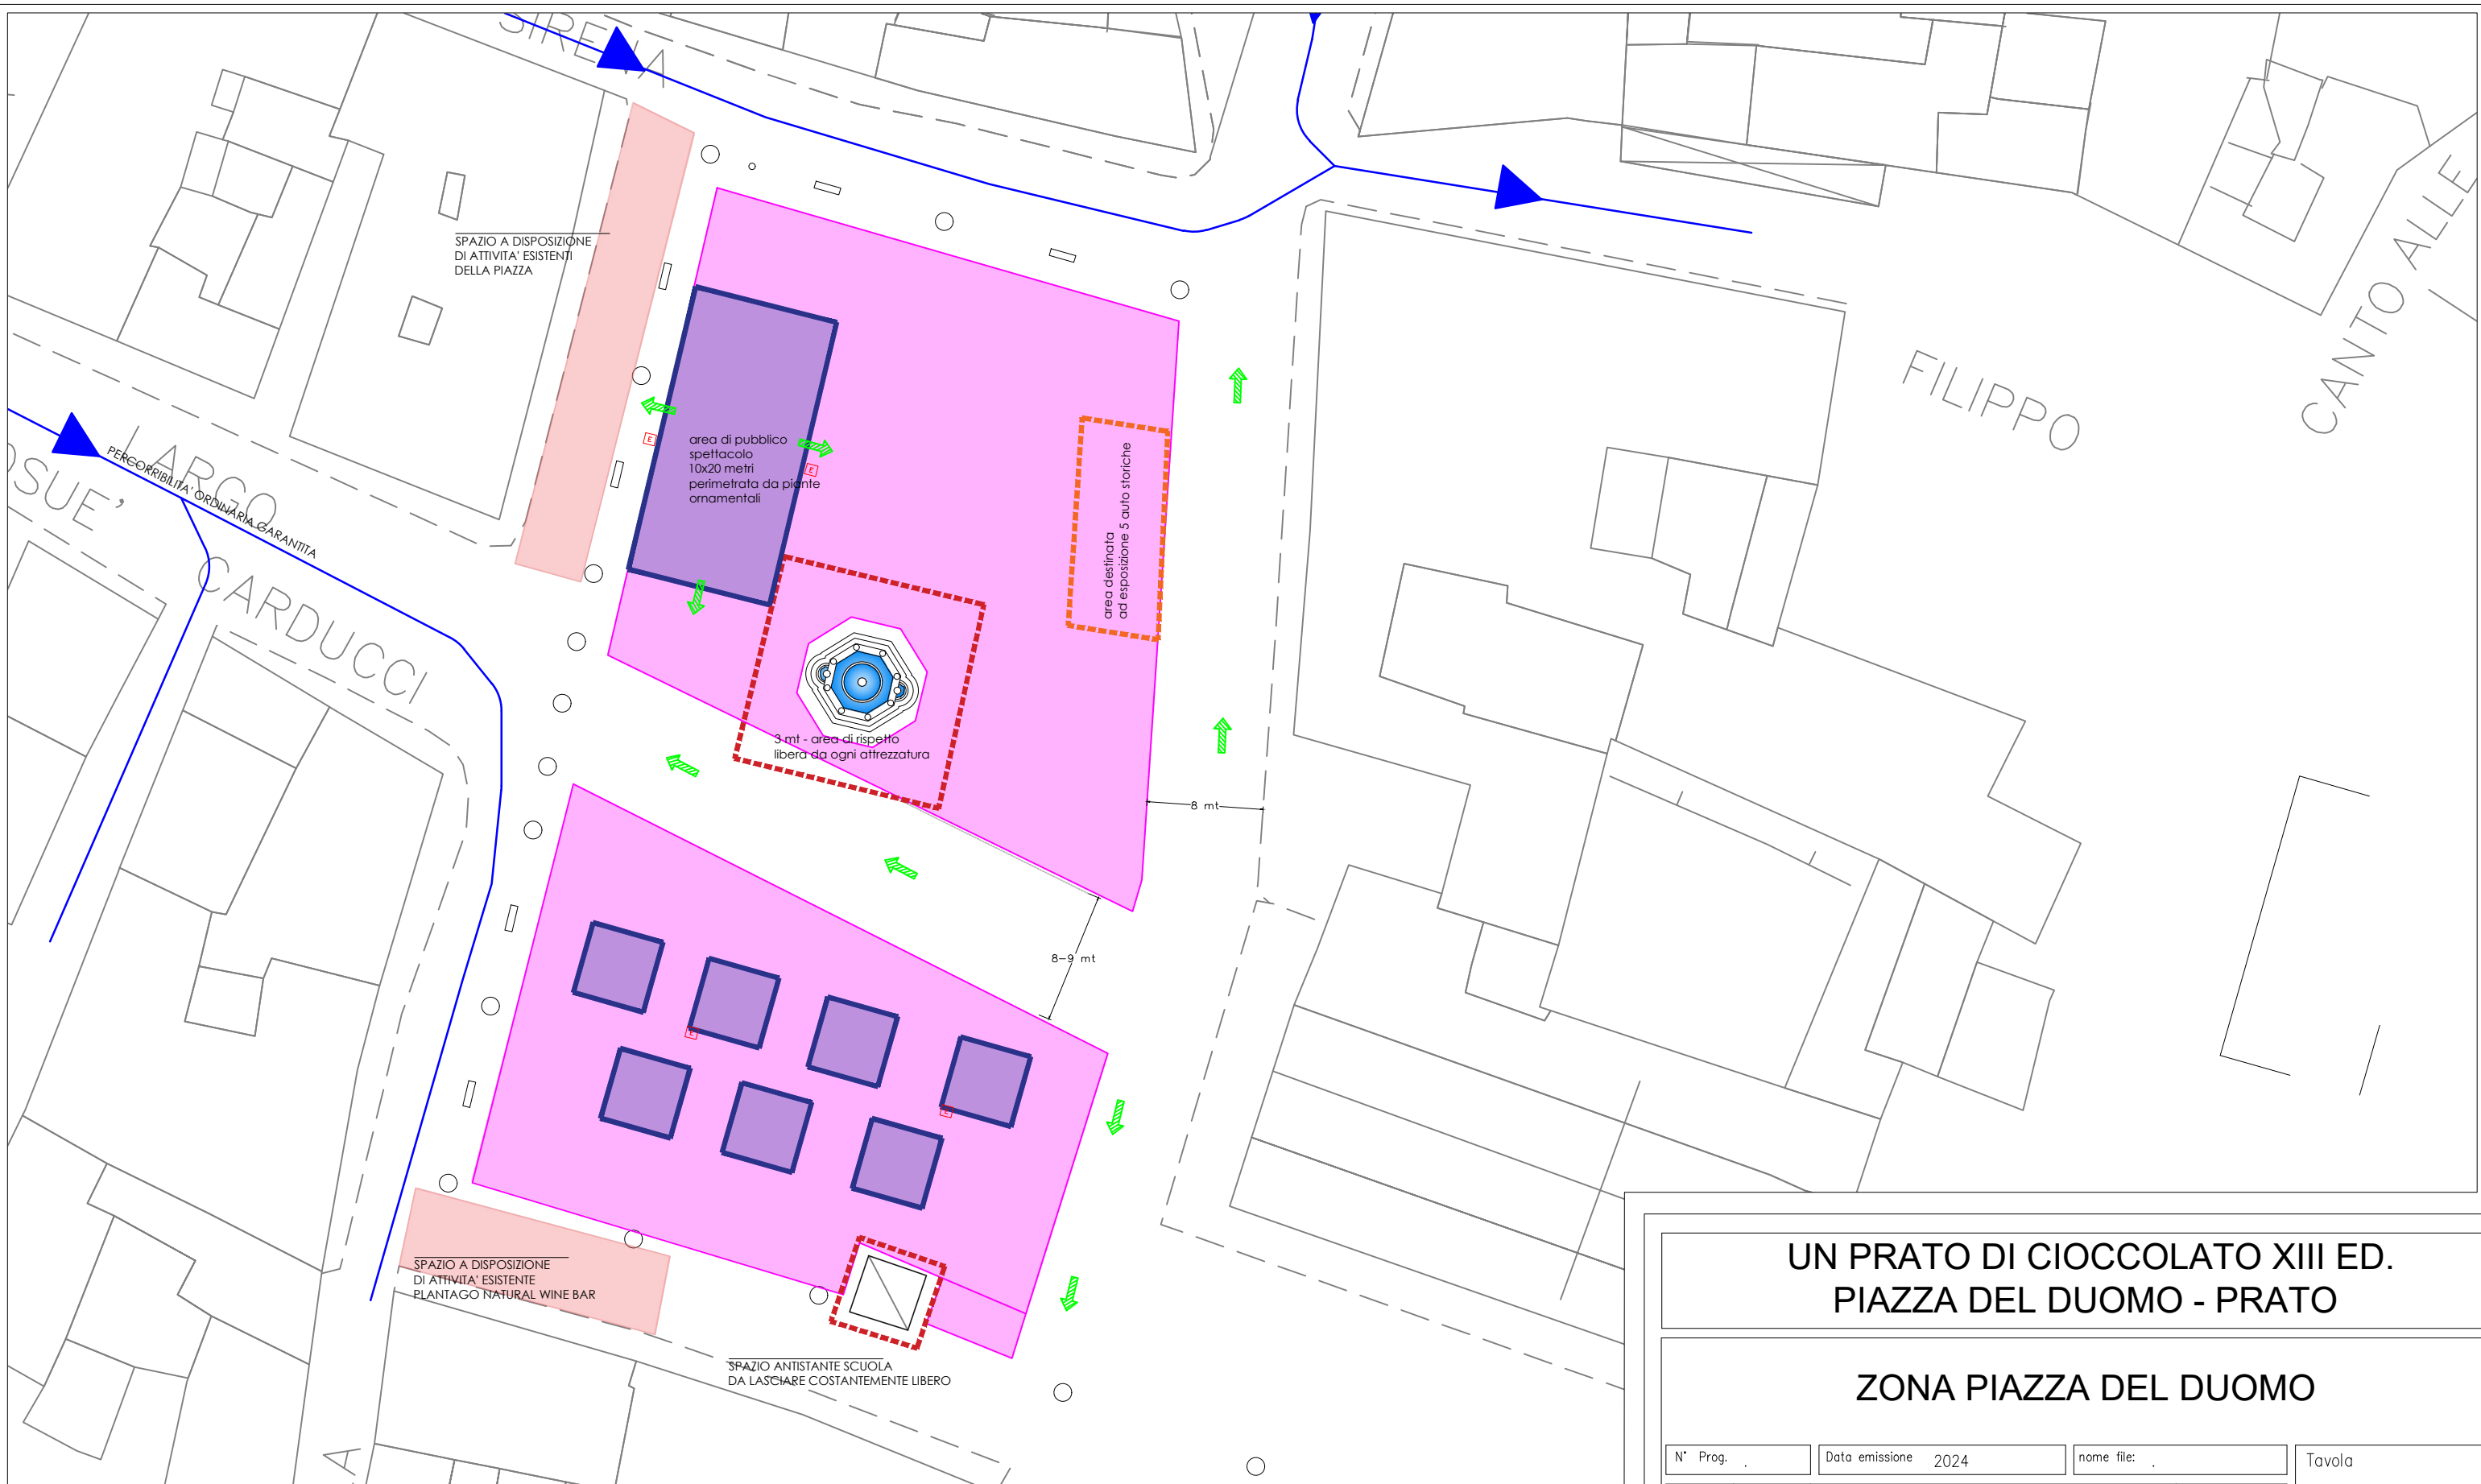 SIRENA
SPAZIO A DISPOSIZIONE
DI ATTIVITA' ESISTENTI
DELLA PIAZZA
CANTO ALLE
FILIPPO
LARGO
OSUE'
CARDUCCI
PERCORRIBILITA' ORDINARIA GARANTITA
E
area di pubblico
spettacolo
10x20 metri
perimetrata da piante
ornamentali
E
area destinata
ad esposizione 5 auto storiche
3 mt - area di rispetto
libera da ogni attrezzatura
8 mt
8-9 mt
E
E
SPAZIO A DISPOSIZIONE
DI ATTIVITA' ESISTENTE
PLANTAGO NATURAL WINE BAR
SPAZIO ANTISTANTE SCUOLA
DA LASCIARE COSTANTEMENTE LIBERO
A
UN PRATO DI CIOCCOLATO XIII ED.
PIAZZA DEL DUOMO - PRATO
ZONA PIAZZA DEL DUOMO
N° Prog. .
Data emissione 2024
nome file: .
Tavola